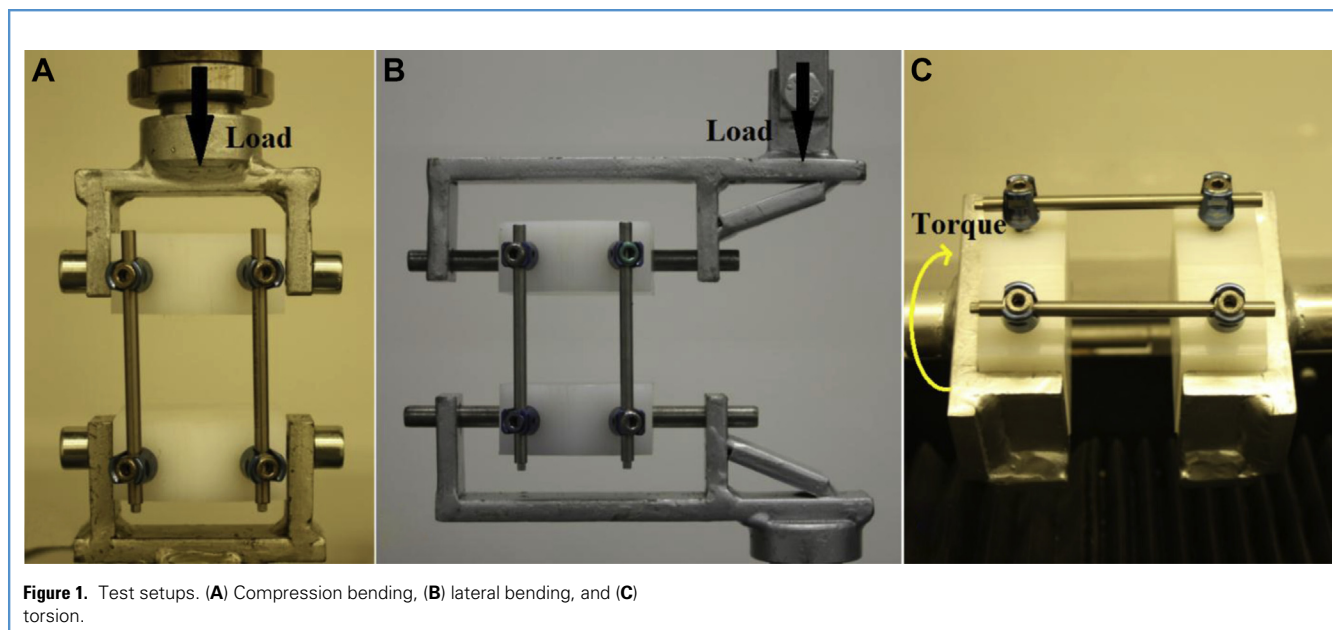 A
Load
B
Load
C
Torque
Figure 1. Test setups. (A) Compression bending, (B) lateral bending, and (C)
torsion.